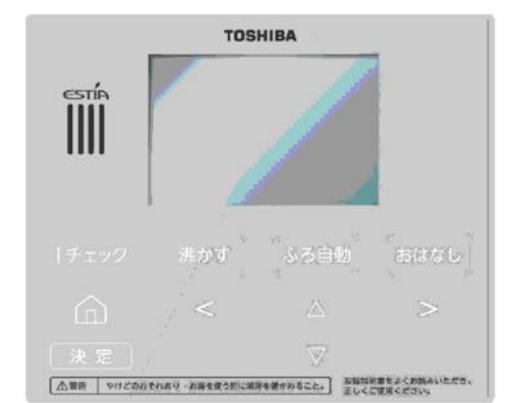 TOSHIBA
ESTÍA
1チェック 沸かす ふろ自動 おはなし
< △ >
決定 ▽
⚠警告 やけどのおそれあり・お湯を使う前に湯温を確かめること。
取扱説明書をよくお読みいただき、
正しくご使用ください。